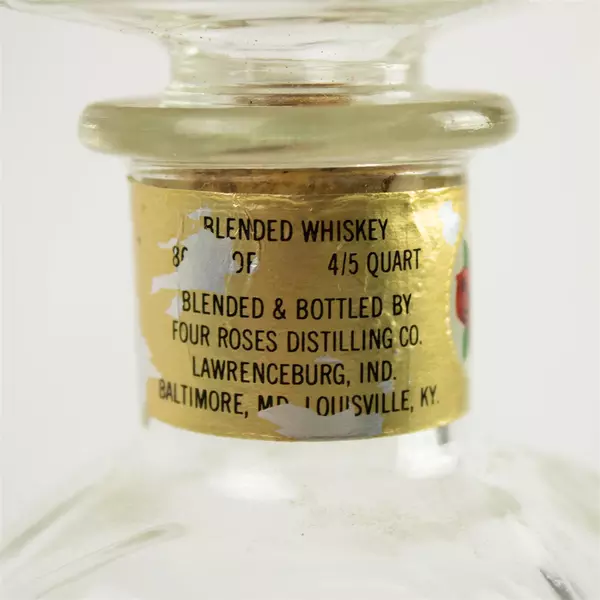 BLENDED WHISKEY
4/5 QUART
BLENDED & BOTTLED BY
FOUR ROSES DISTILLING CO.
LAWRENCEBURG, IND.
BALTIMORE, MD. LOUISVILLE, KY.